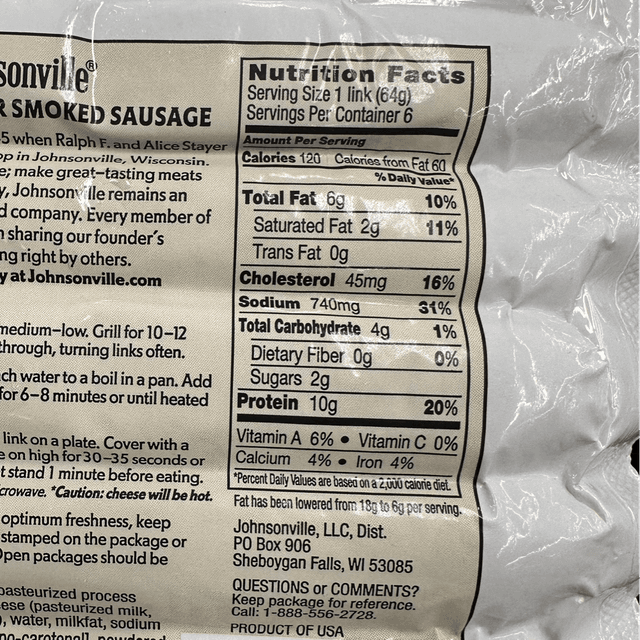 sonville®
R SMOKED SAUSAGE
5 when Ralph F. and Alice Stayer
op in Johnsonville, Wisconsin.
e; make great-tasting meats
y, Johnsonville remains an
d company. Every member of
n sharing our founder's
ng right by others.
y at Johnsonville.com
medium-low. Grill for 10-12
through, turning links often.
ch water to a boil in a pan. Add
for 6-8 minutes or until heated
link on a plate. Cover with a
e on high for 30-35 seconds or
t stand 1 minute before eating.
crowave. *Caution: cheese will be hot.
optimum freshness, keep
stamped on the package or
Open packages should be
pasteurized process
ese (pasteurized milk,
), water, milkfat, sodium
Nutrition Facts
Serving Size 1 link (64g)
Servings Per Container 6
Amount Per Serving
Calories 120 Calories from Fat 60
% Daily Value*
Total Fat 6g 10%
Saturated Fat 2g 11%
Trans Fat 0g
Cholesterol 45mg 16%
Sodium 740mg 31%
Total Carbohydrate 4g 1%
Dietary Fiber 0g 0%
Sugars 2g
Protein 10g 20%
Vitamin A 6% • Vitamin C 0%
Calcium 4% • Iron 4%
*Percent Daily Values are based on a 2,000 calorie diet.
Fat has been lowered from 18g to 6g per serving.
Johnsonville, LLC, Dist.
PO Box 906
Sheboygan Falls, WI 53085
QUESTIONS or COMMENTS?
Keep package for reference.
Call: 1-888-556-2728.
PRODUCT OF USA